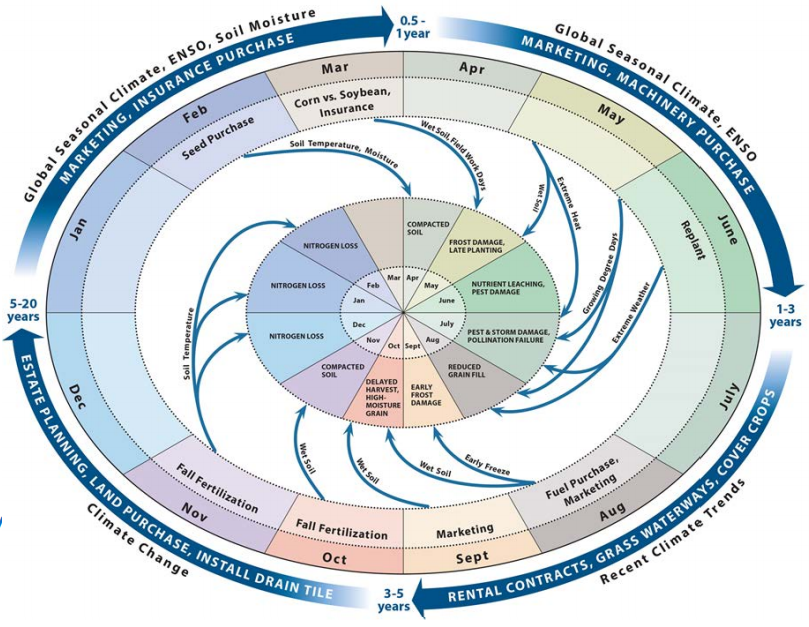 Global Seasonal Climate, ENSO, Soil Moisture
MARKETING, INSURANCE PURCHASE
0.5 -
1 year
Global Seasonal Climate, ENSO
MARKETING, MACHINERY PURCHASE
1-3
years
RENTAL CONTRACTS, GRASS WATERWAYS, COVER CROPS
Recent Climate Trends
3-5
years
ESTATE PLANNING, LAND PURCHASE, INSTALL DRAIN TILE
Climate Change
5-20
years
Jan
Feb
Mar
Apr
May
June
July
Aug
Sept
Oct
Nov
Dec
Seed Purchase
Corn vs. Soybean,
Insurance
Replant
Fuel Purchase,
Marketing
Marketing
Fall Fertilization
Fall Fertilization
Soil Temperature, Moisture
Wet Soil, Field Work Days
Wet Soil
Extreme Heat
Growing Degree Days
Extreme Weather
Early Freeze
Wet Soil
Wet Soil
Wet Soil
Soil Temperature
COMPACTED
SOIL
FROST DAMAGE,
LATE PLANTING
NUTRIENT LEACHING,
PEST DAMAGE
PEST & STORM DAMAGE,
POLLINATION FAILURE
REDUCED
GRAIN FILL
EARLY
FROST
DAMAGE
DELAYED
HARVEST,
HIGH-
MOISTURE
GRAIN
COMPACTED
SOIL
NITROGEN LOSS
NITROGEN LOSS
NITROGEN LOSS
Mar
Apr
May
June
July
Aug
Sept
Oct
Nov
Dec
Jan
Feb